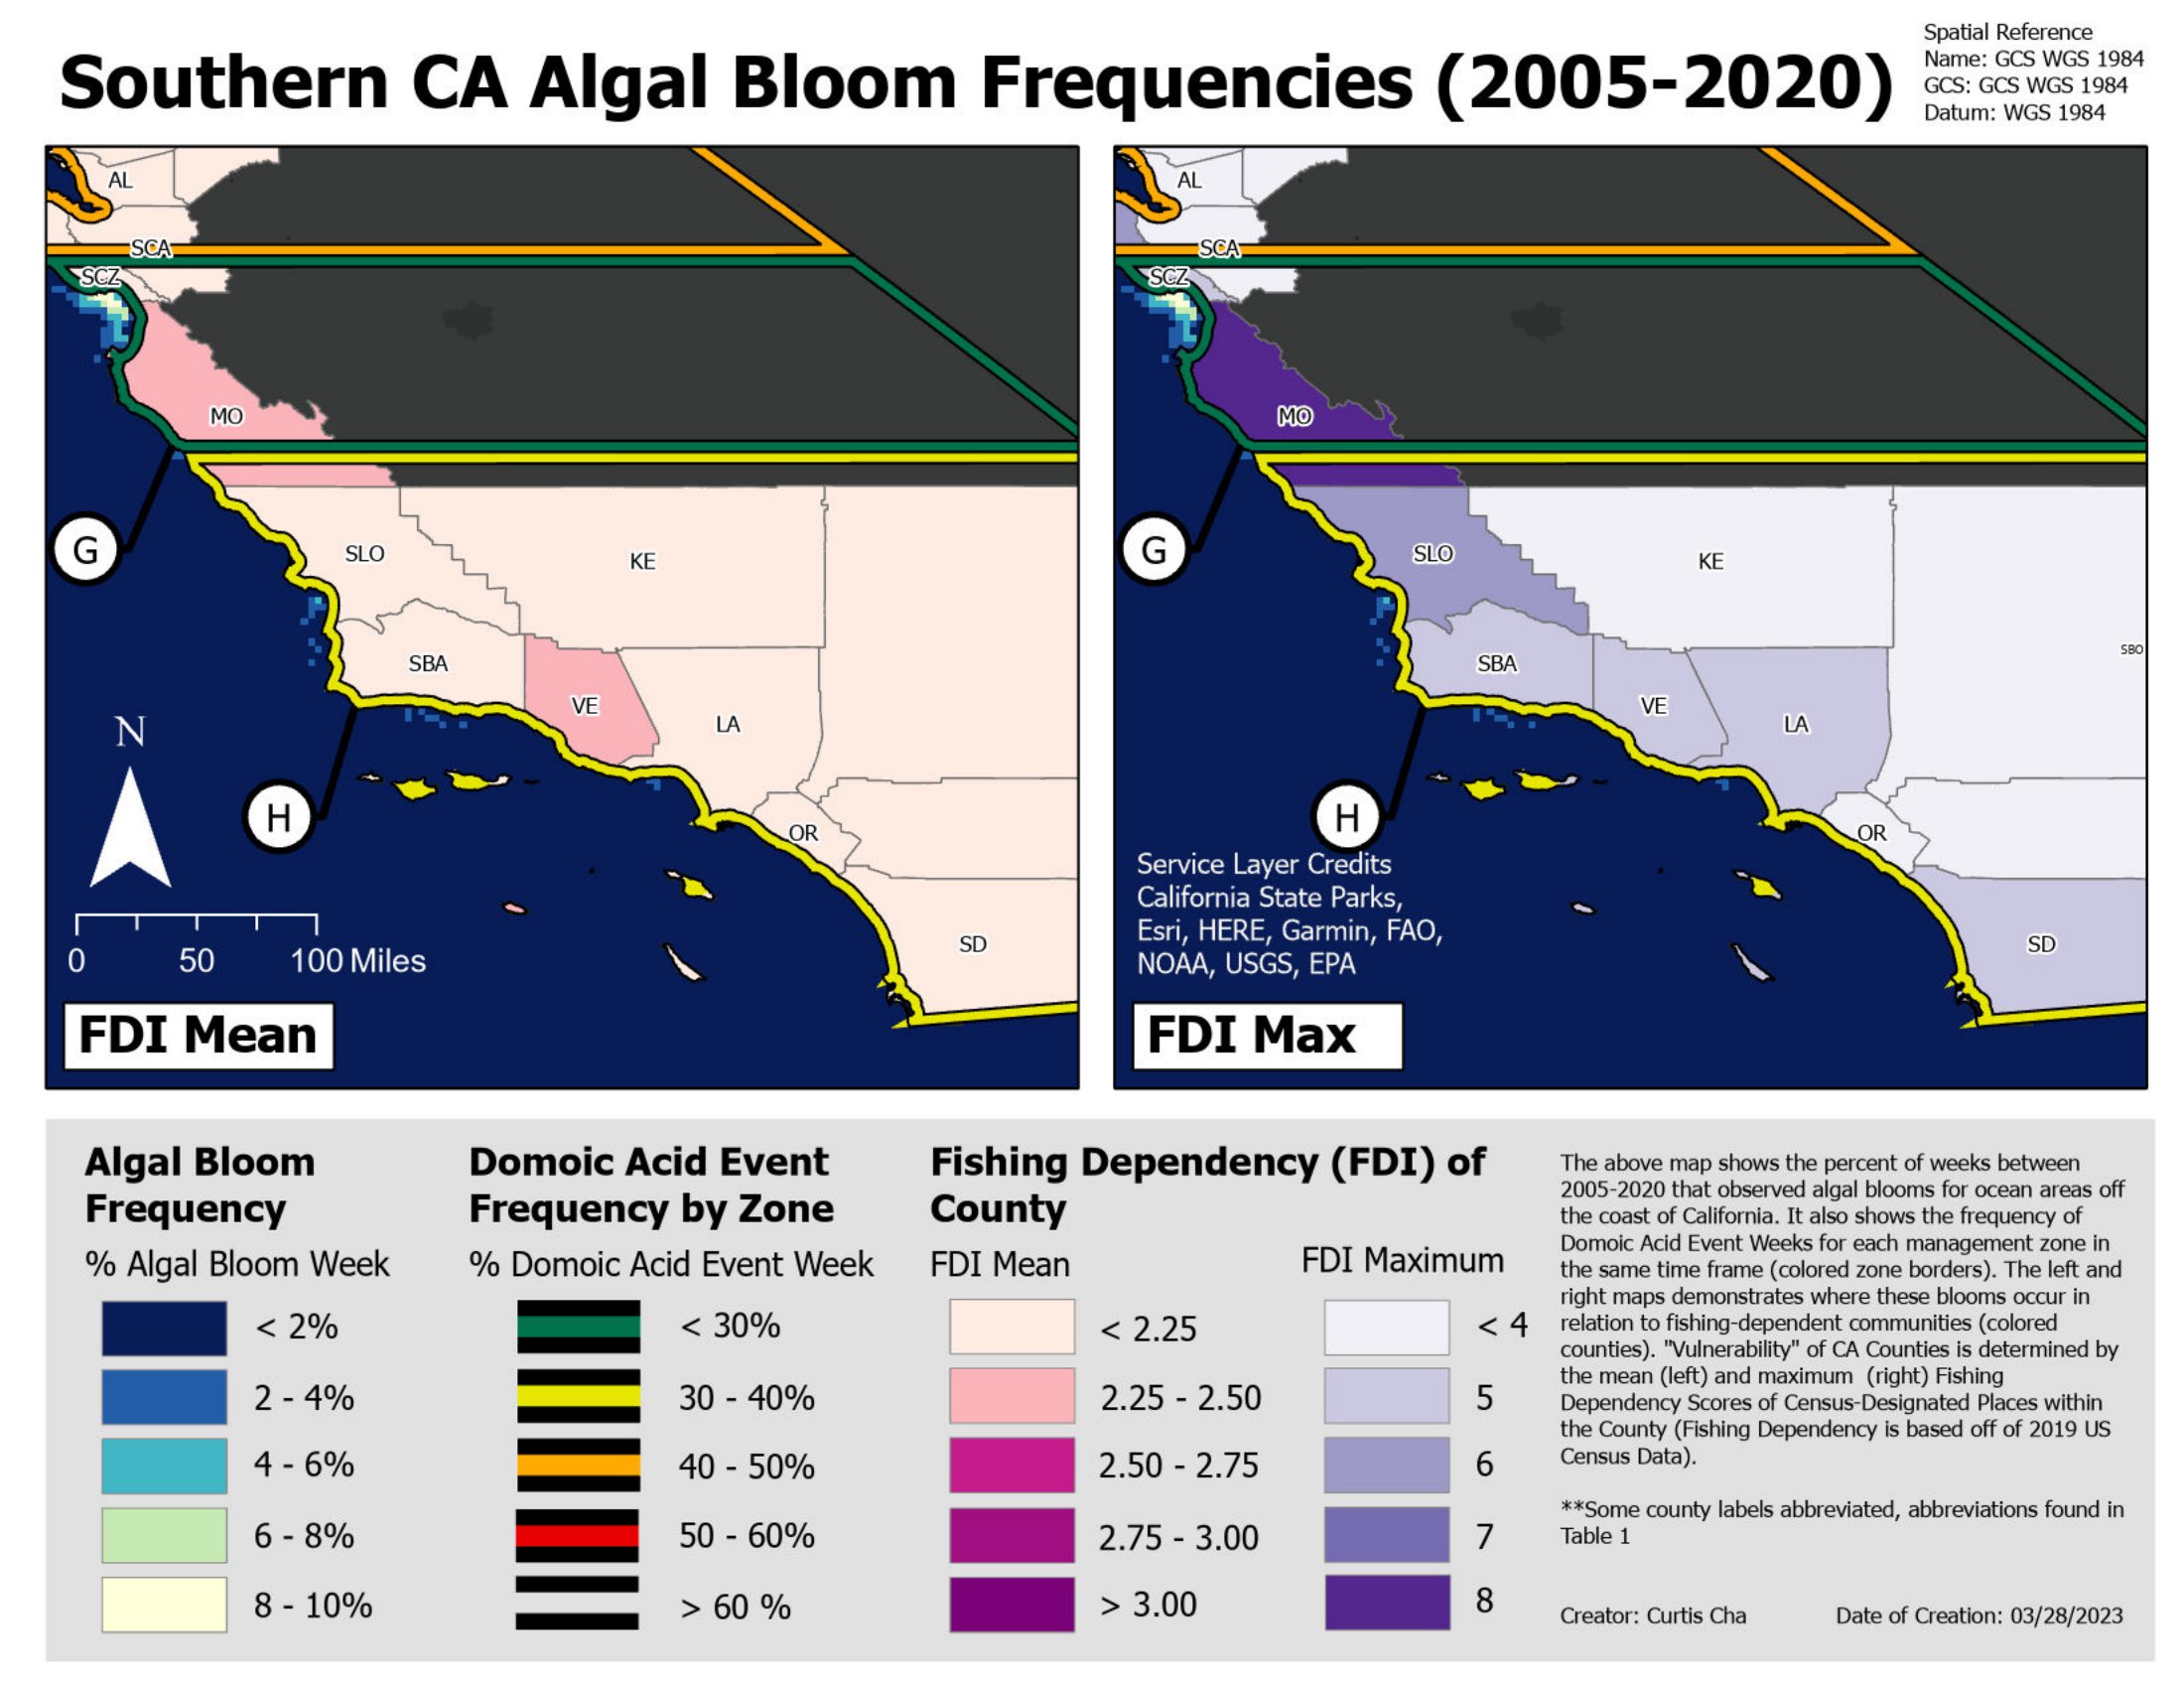 Southern CA Algal Bloom Frequencies (2005-2020)
Spatial Reference
Name: GCS WGS 1984
GCS: GCS WGS 1984
Datum: WGS 1984
AL
SCA
SCZ
MO
G
SLO
KE
SBA
VE
LA
N
H
OR
SD
0 50 100 Miles
FDI Mean
AL
SCA
SCZ
MO
G
SLO
KE
SBO
SBA
VE
LA
H
OR
Service Layer Credits
California State Parks,
Esri, HERE, Garmin, FAO,
NOAA, USGS, EPA
SD
FDI Max
Algal Bloom
Frequency
% Algal Bloom Week
< 2%
2 - 4%
4 - 6%
6 - 8%
8 - 10%
Domoic Acid Event
Frequency by Zone
% Domoic Acid Event Week
< 30%
30 - 40%
40 - 50%
50 - 60%
> 60 %
Fishing Dependency (FDI) of
County
FDI Mean
< 2.25
2.25 - 2.50
2.50 - 2.75
2.75 - 3.00
> 3.00
FDI Maximum
< 4
5
6
7
8
The above map shows the percent of weeks between
2005-2020 that observed algal blooms for ocean areas off
the coast of California. It also shows the frequency of
Domoic Acid Event Weeks for each management zone in
the same time frame (colored zone borders). The left and
right maps demonstrates where these blooms occur in
relation to fishing-dependent communities (colored
counties). "Vulnerability" of CA Counties is determined by
the mean (left) and maximum (right) Fishing
Dependency Scores of Census-Designated Places within
the County (Fishing Dependency is based off of 2019 US
Census Data).
**Some county labels abbreviated, abbreviations found in
Table 1
Creator: Curtis Cha Date of Creation: 03/28/2023